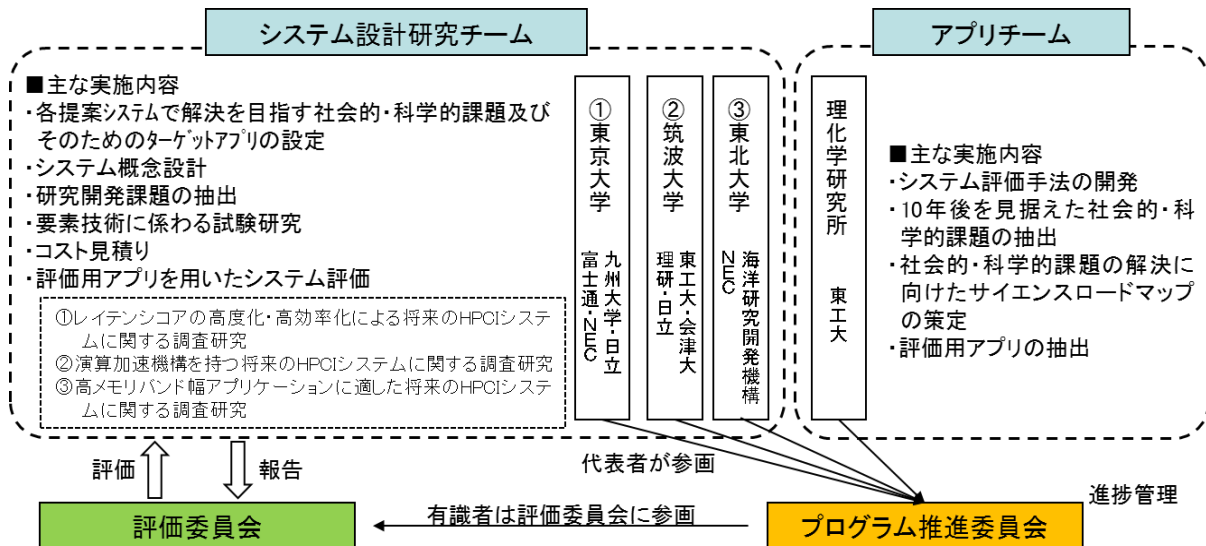 システム設計研究チーム
■主な実施内容
・各提案システムで解決を目指す社会的・科学的課題及び
そのためのターゲットアプリの設定
・システム概念設計
・研究開発課題の抽出
・要素技術に係わる試験研究
・コスト見積り
・評価用アプリを用いたシステム評価
①レイテンシコアの高度化・高効率化による将来のHPCIシステ
ムに関する調査研究
②演算加速機構を持つ将来のHPCIシステムに関する調査研究
③高メモリバンド幅アプリケーションに適した将来のHPCIシステ
ムに関する調査研究
①東京大学
九州大学・日立
富士通・NEC
②筑波大学
東工大・会津大
理研・日立
③東北大学
海洋研究開発機構
NEC
アプリチーム
理化学研究所 東工大
■主な実施内容
・システム評価手法の開発
・10年後を見据えた社会的・科
学的課題の抽出
・社会的・科学的課題の解決に
向けたサイエンスロードマップ
の策定
・評価用アプリの抽出
評価
報告
代表者が参画
進捗管理
評価委員会
有識者は評価委員会に参画
プログラム推進委員会